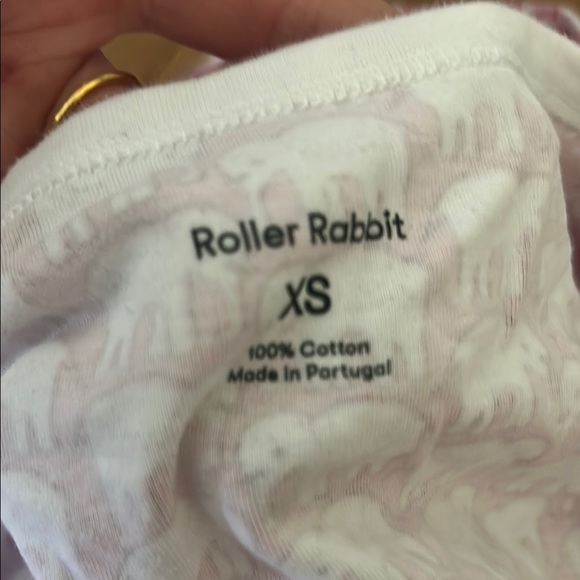 Roller Rabbit
XS
100% Cotton
Made In Portugal